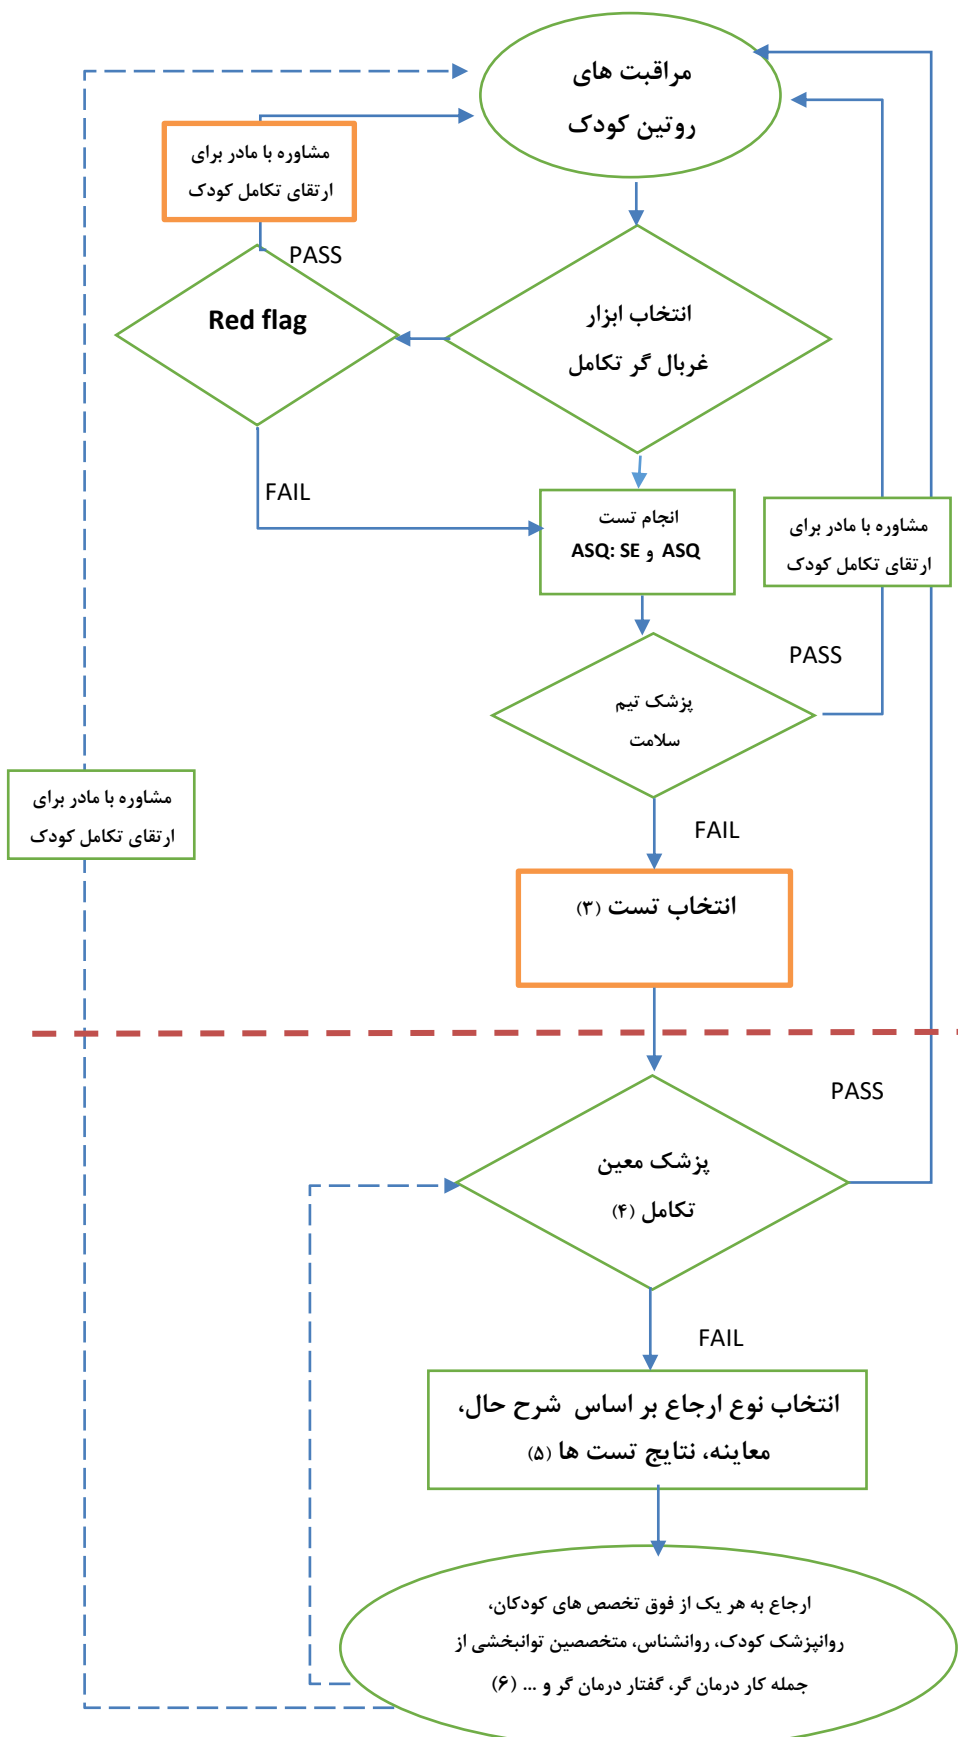 مراقبت های
روتین کودک
مشاوره با مادر برای
ارتقای تکامل کودک
PASS
Red flag
انتخاب ابزار
غربال گر تکامل
FAIL
انجام تست
ASQ و ASQ: SE
مشاوره با مادر برای
ارتقای تکامل کودک
PASS
پزشک تیم
سلامت
مشاوره با مادر برای
ارتقای تکامل کودک
FAIL
انتخاب تست (۳)
PASS
پزشک معین
تکامل (۴)
FAIL
انتخاب نوع ارجاع بر اساس شرح حال،
معاینه، نتایج تست ها (۵)
ارجاع به هر یک از فوق تخصص های کودکان،
روانپزشک کودک، روانشناس، متخصصین توانبخشی از
جمله کار درمان گر، گفتار درمان گر و ... (۶)